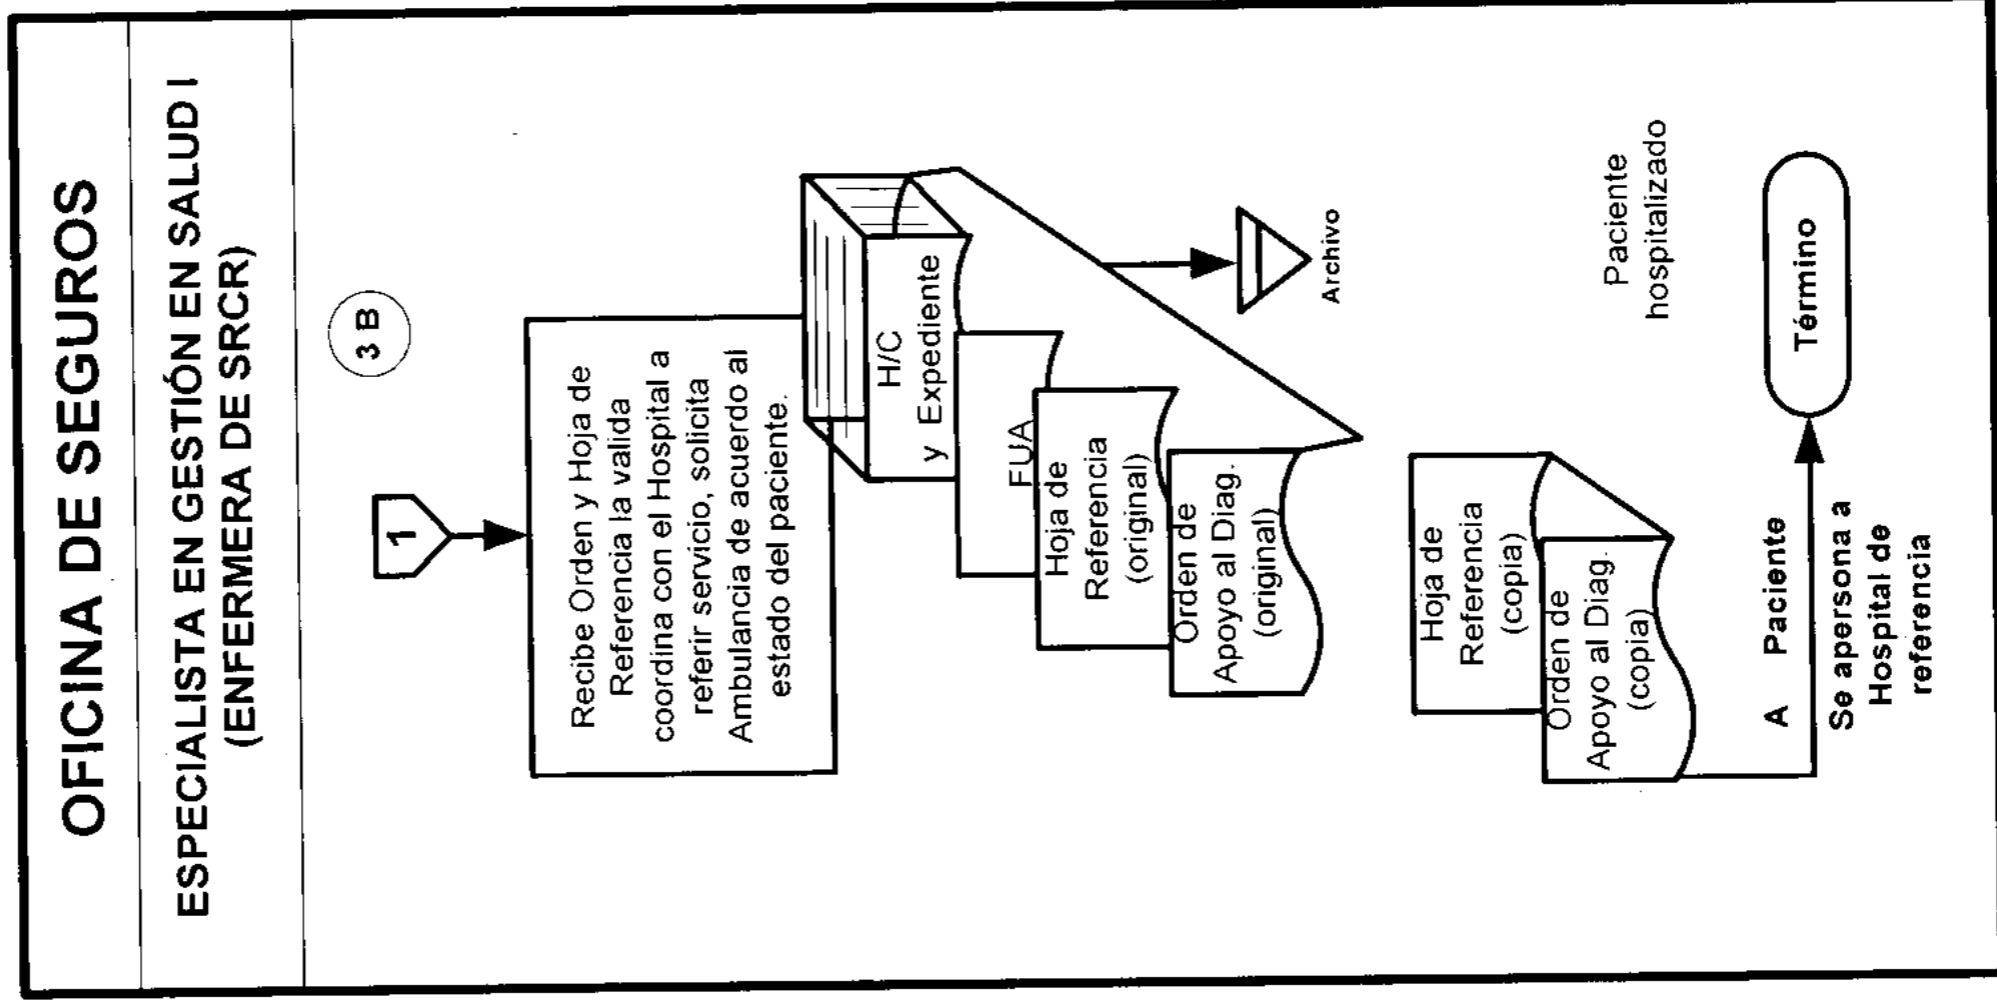 OFICINA DE SEGUROS
ESPECIALISTA EN GESTIÓN EN SALUD I
(ENFERMERA DE SRCR)
3 B
1
Recibe Orden y Hoja de
Referencia la valida
coordina con el Hospital a
referir servicio, solicita
Ambulancia de acuerdo al
estado del paciente.
H/C
y Expediente
FUA
Hoja de
Referencia
(original)
Orden de
Apoyo al Diag.
(original)
Archivo
Hoja de
Referencia
(copia)
Orden de
Apoyo al Diag.
(copia)
Paciente
hospitalizado
A Paciente
Término
Se apersona a
Hospital de
referencia